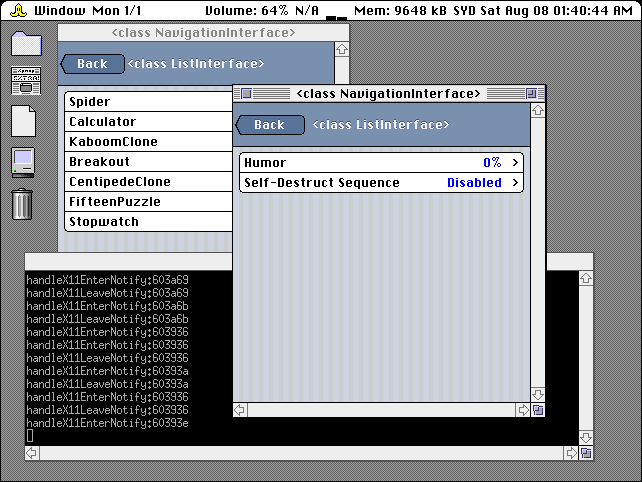 Window Mon 1/1 Volume: 64% N/A Mem: 9648 kB SYD Sat Aug 08 01:40:44 AM
<class NavigationInterface>
Back <class ListInterface>
Spider
Calculator
KaboomClone
Breakout
CentipedeClone
FifteenPuzzle
Stopwatch
<class NavigationInterface>
Back <class ListInterface>
Humor 0% >
Self-Destruct Sequence Disabled >
handleX11EnterNotify:603a69
handleX11LeaveNotify:603a69
handleX11EnterNotify:603a6b
handleX11LeaveNotify:603a6b
handleX11EnterNotify:603936
handleX11EnterNotify:603936
handleX11LeaveNotify:603936
handleX11EnterNotify:60393a
handleX11LeaveNotify:60393a
handleX11EnterNotify:603936
handleX11LeaveNotify:603936
handleX11EnterNotify:60393e